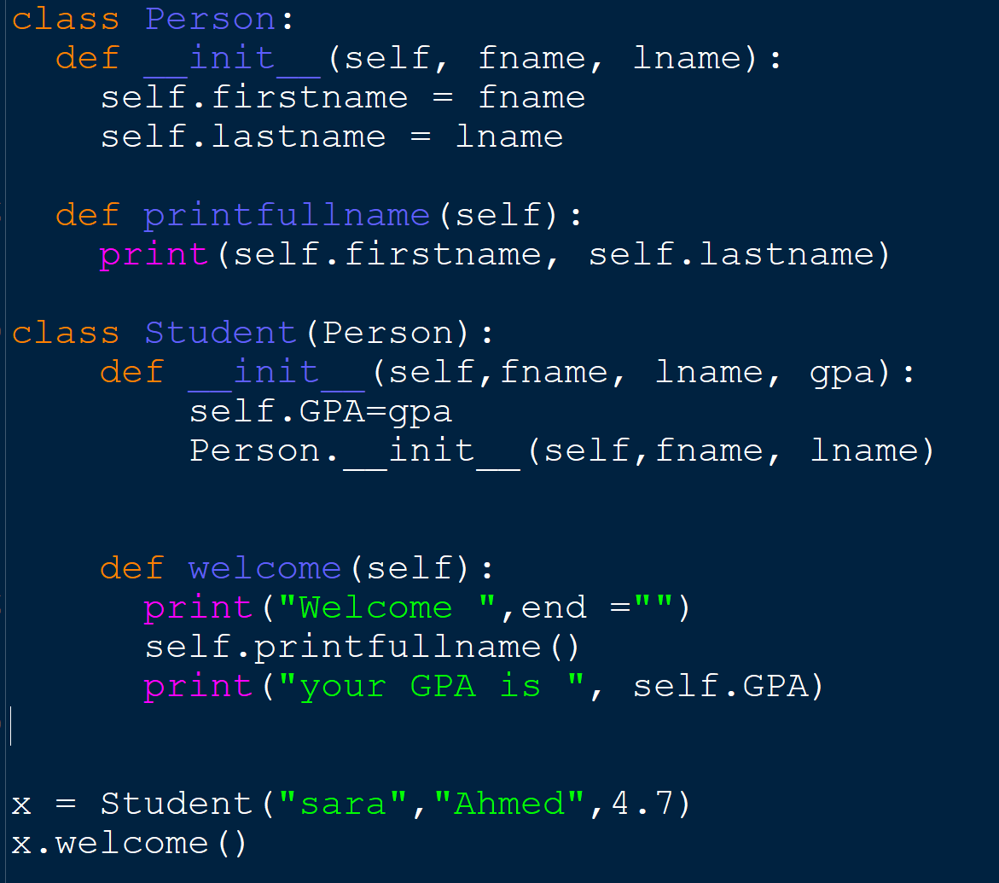 class Person:
  def __init__(self, fname, lname):
    self.firstname = fname
    self.lastname = lname
  def printfullname(self):
    print(self.firstname, self.lastname)
class Student(Person):
    def __init__(self,fname, lname, gpa):
        self.GPA=gpa
        Person.__init__(self,fname, lname)
    def welcome(self):
      print("Welcome ",end ="")
      self.printfullname()
      print("your GPA is ", self.GPA)
x = Student("sara","Ahmed",4.7)
x.welcome()